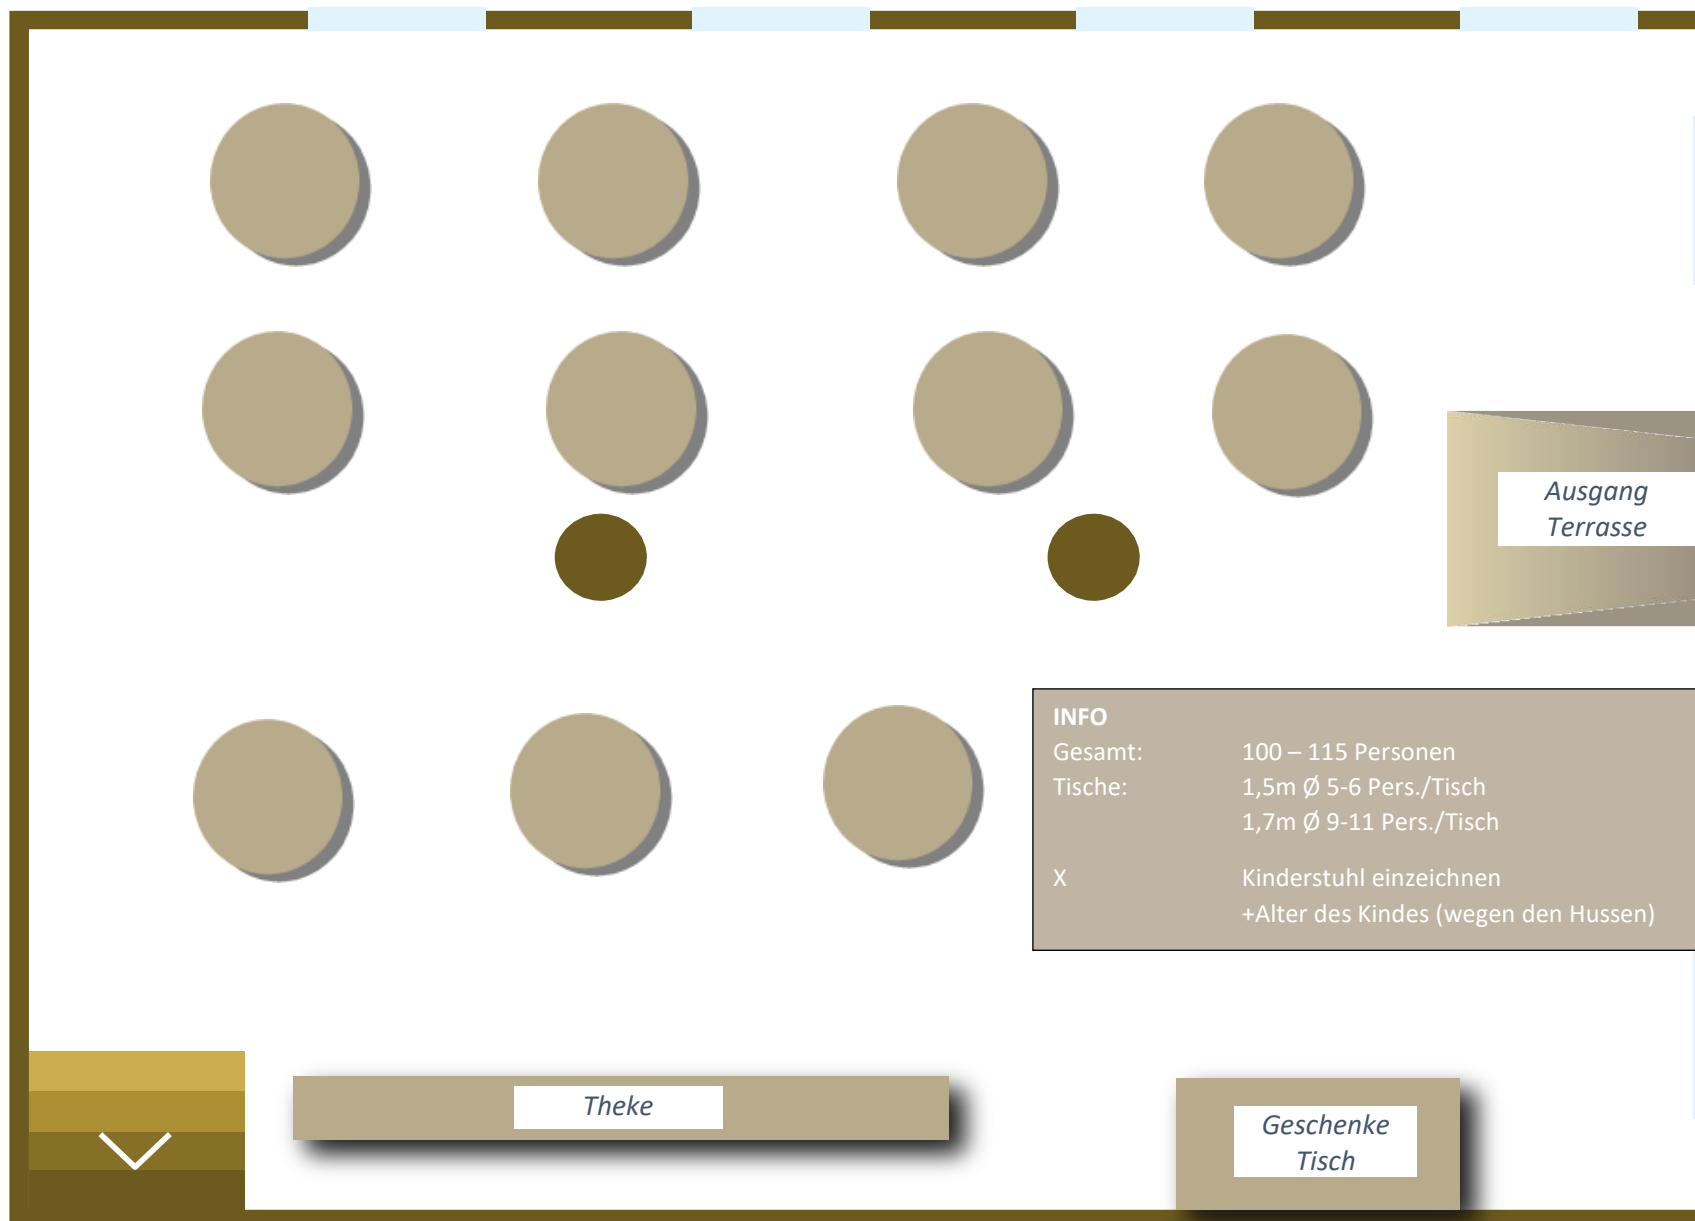 Ausgang
Terrasse
INFO
Gesamt: 100 – 115 Personen
Tische: 1,5m Ø 5-6 Pers./Tisch
1,7m Ø 9-11 Pers./Tisch
X Kinderstuhl einzeichnen
+Alter des Kindes (wegen den Hussen)
Theke
Geschenke
Tisch